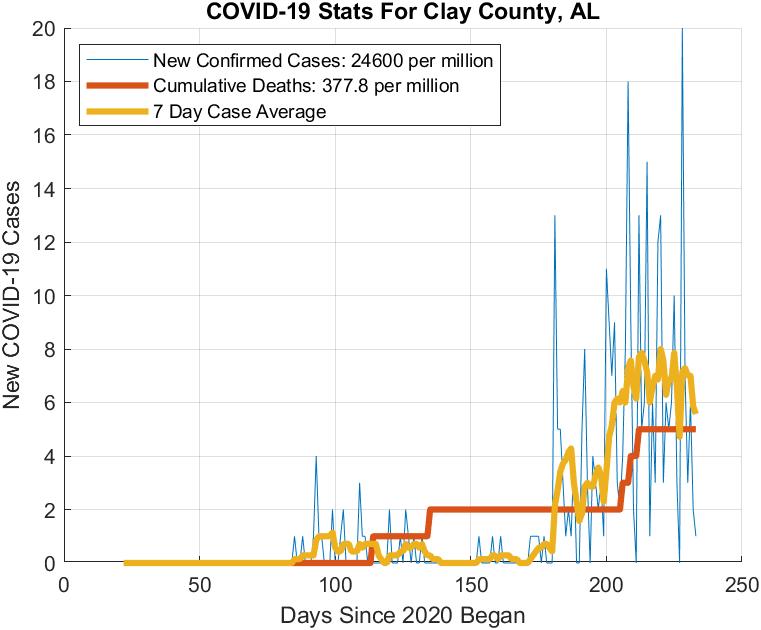 COVID-19 Stats For Clay County, AL
New Confirmed Cases: 24600 per million
Cumulative Deaths: 377.8 per million
7 Day Case Average
New COVID-19 Cases
20
18
16
14
12
10
8
6
4
2
0
0 50 100 150 200 250
Days Since 2020 Began